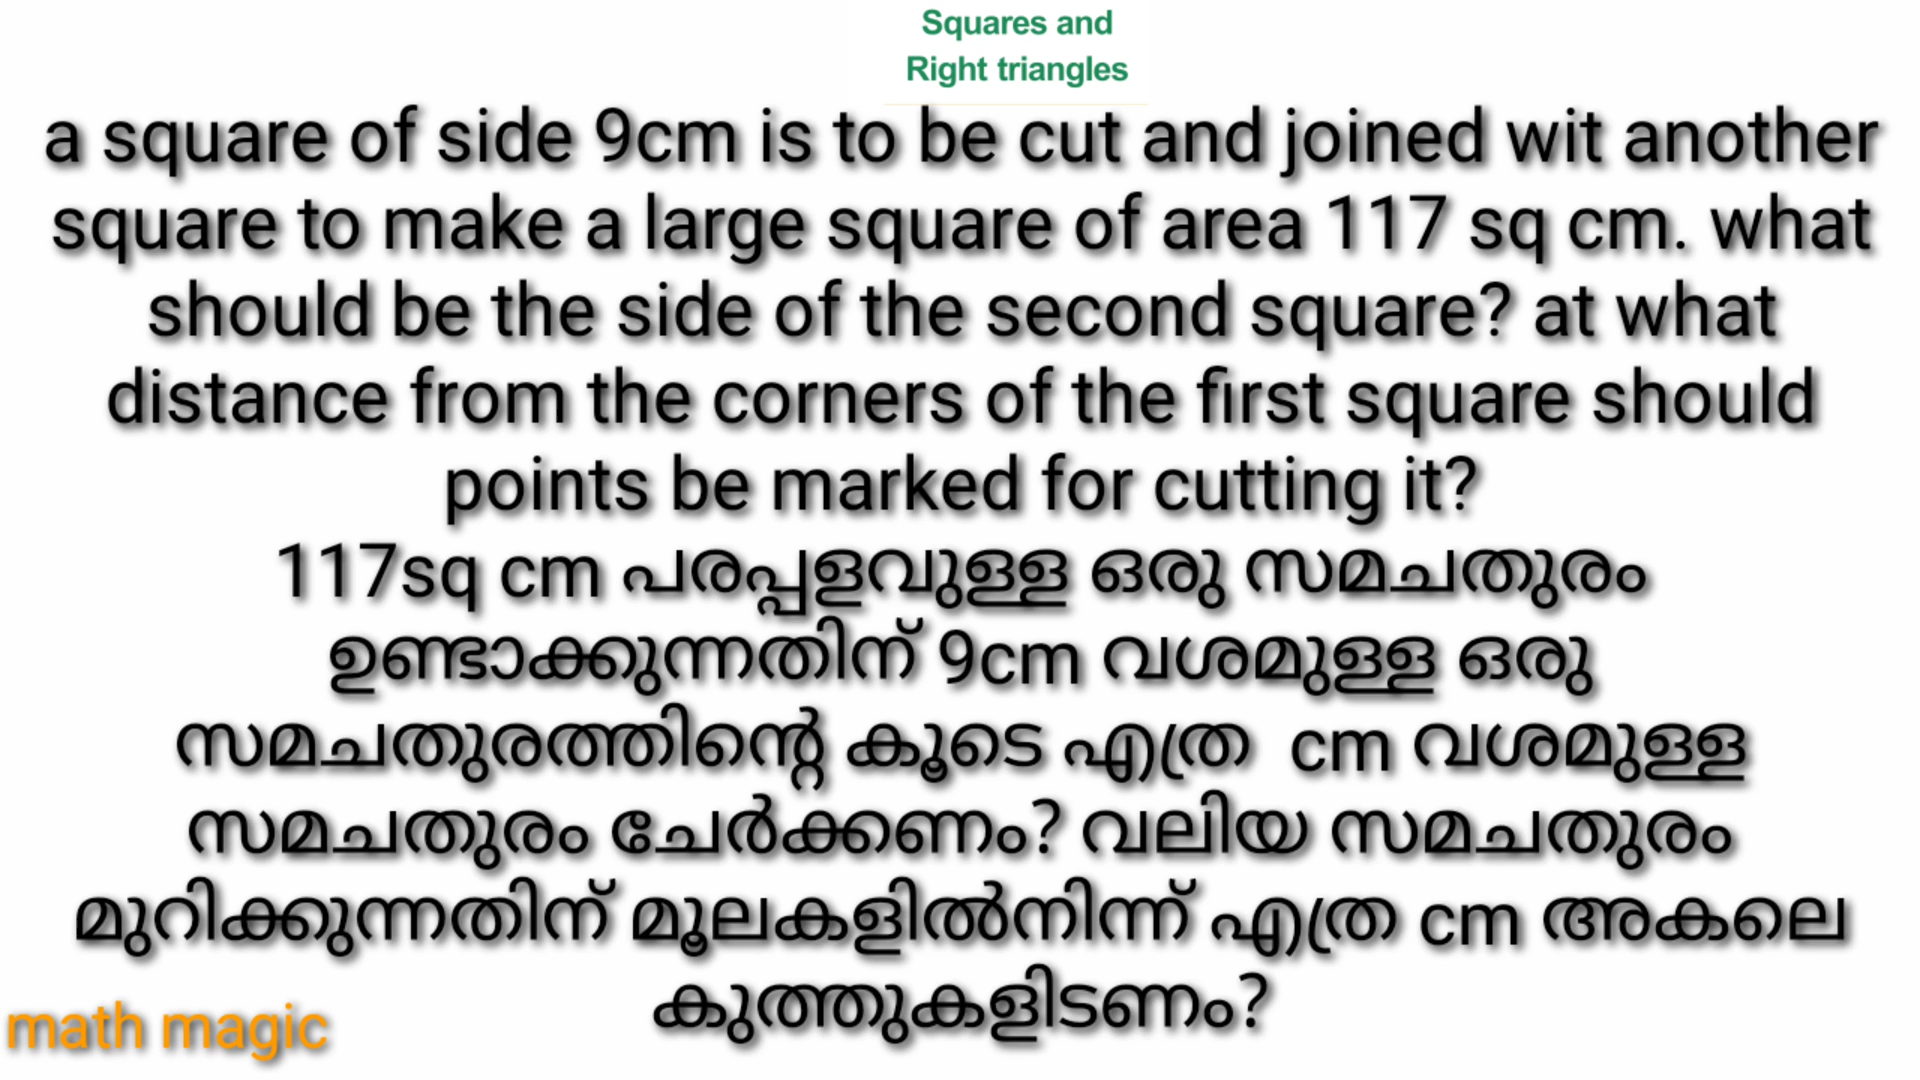 Squares and
Right triangles
a square of side 9cm is to be cut and joined wit another
square to make a large square of area 117 sq cm. what
should be the side of the second square? at what
distance from the corners of the first square should
points be marked for cutting it?
117sq cm പരപ്പളവുള്ള ഒരു സമചതുരം
ഉണ്ടാക്കുന്നതിന് 9cm വശമുള്ള ഒരു
സമചതുരത്തിന്റെ കൂടെ എത്ര cm വശമുള്ള
സമചതുരം ചേർക്കണം? വലിയ സമചതുരം
മുറിക്കുന്നതിന് മൂലകളിൽനിന്ന് എത്ര cm അകലെ
കുത്തുകളിടണം?
math magic